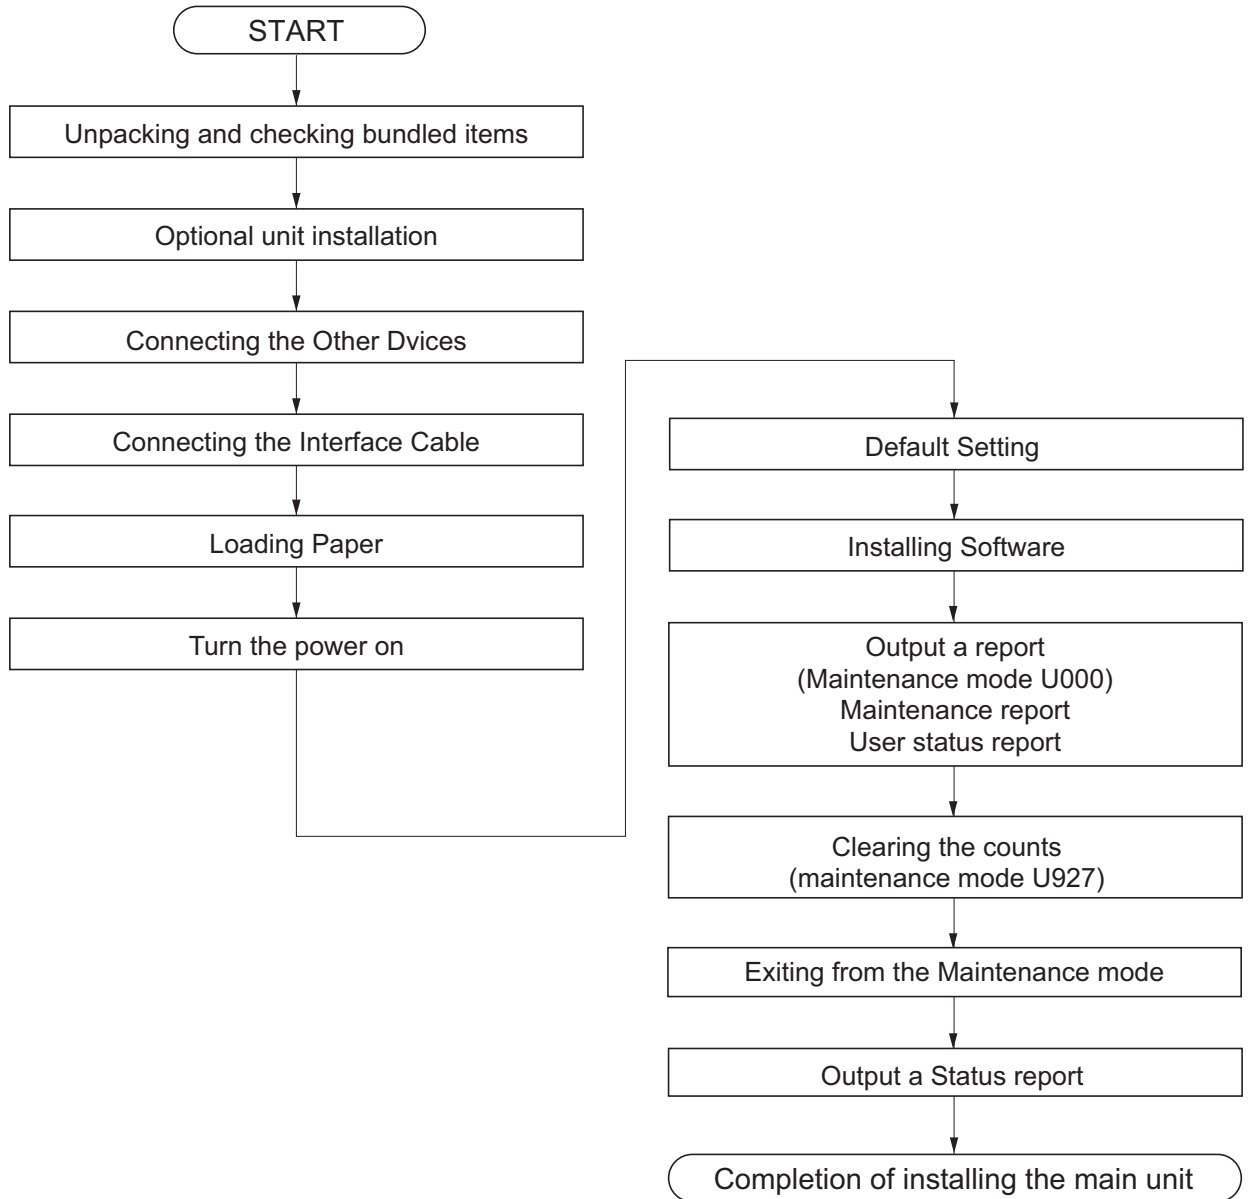 START
Unpacking and checking bundled items
Optional unit installation
Connecting the Other Dvices
Connecting the Interface Cable
Loading Paper
Turn the power on
Default Setting
Installing Software
Output a report
(Maintenance mode U000)
Maintenance report
User status report
Clearing the counts
(maintenance mode U927)
Exiting from the Maintenance mode
Output a Status report
Completion of installing the main unit